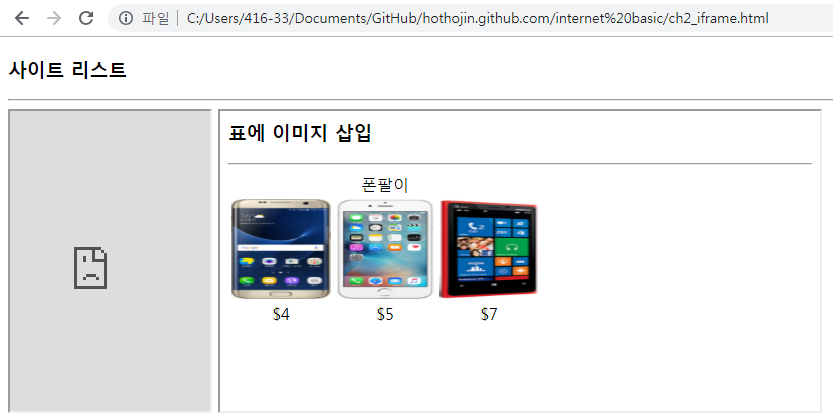 파일 C:/Users/416-33/Documents/GitHub/hothojin.github.com/internet%20basic/ch2_iframe.html
사이트 리스트
표에 이미지 삽입
폰팔이
$4 $5 $7